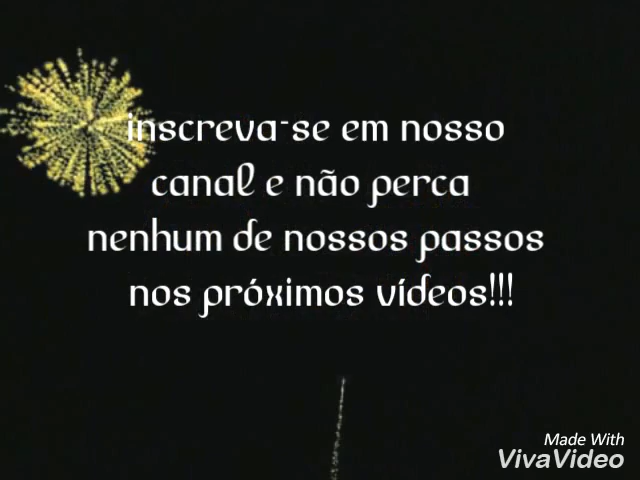 inscreva-se em nosso
canal e não perca
nenhum de nossos passos
nos próximos vídeos!!!
Made With
VivaVideo